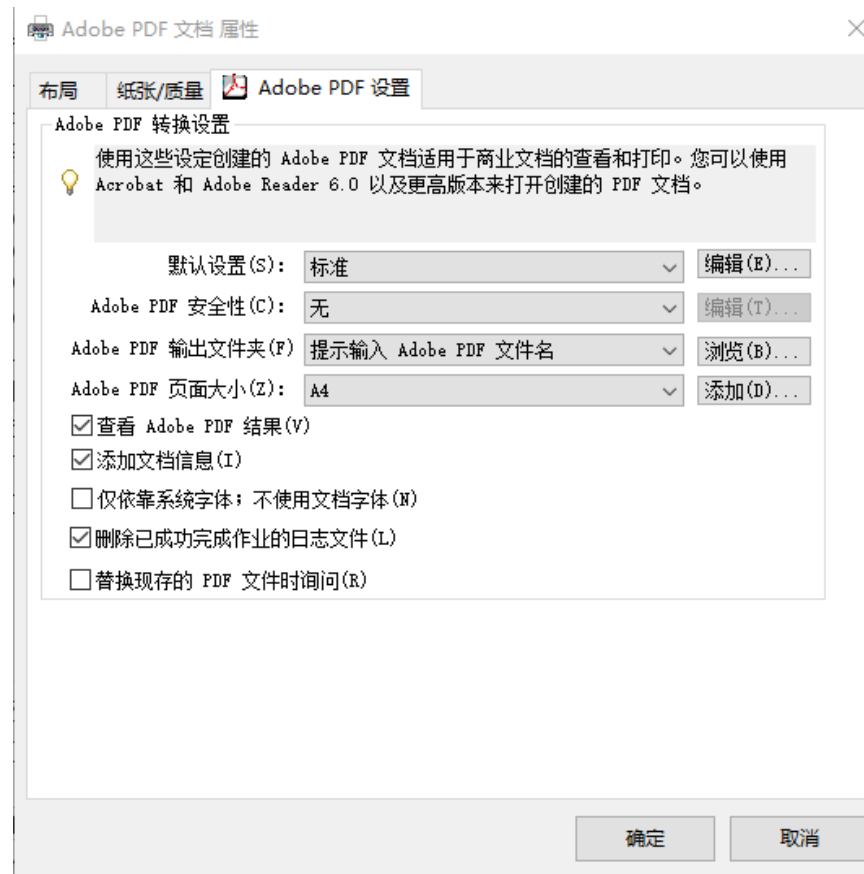 Adobe PDF 文档 属性
布局 纸张/质量 Adobe PDF 设置
Adobe PDF 转换设置
使用这些设定创建的 Adobe PDF 文档适用于商业文档的查看和打印。您可以使用
Acrobat 和 Adobe Reader 6.0 以及更高版本来打开创建的 PDF 文档。
默认设置(S): 标准 编辑(E)...
Adobe PDF 安全性(C): 无 编辑(T)...
Adobe PDF 输出文件夹(F) 提示输入 Adobe PDF 文件名 浏览(B)...
Adobe PDF 页面大小(Z): A4 添加(D)...
查看 Adobe PDF 结果(V)
添加文档信息(I)
仅依靠系统字体；不使用文档字体(N)
删除已成功完成作业的日志文件(L)
替换现存的 PDF 文件时询问(R)
确定 取消